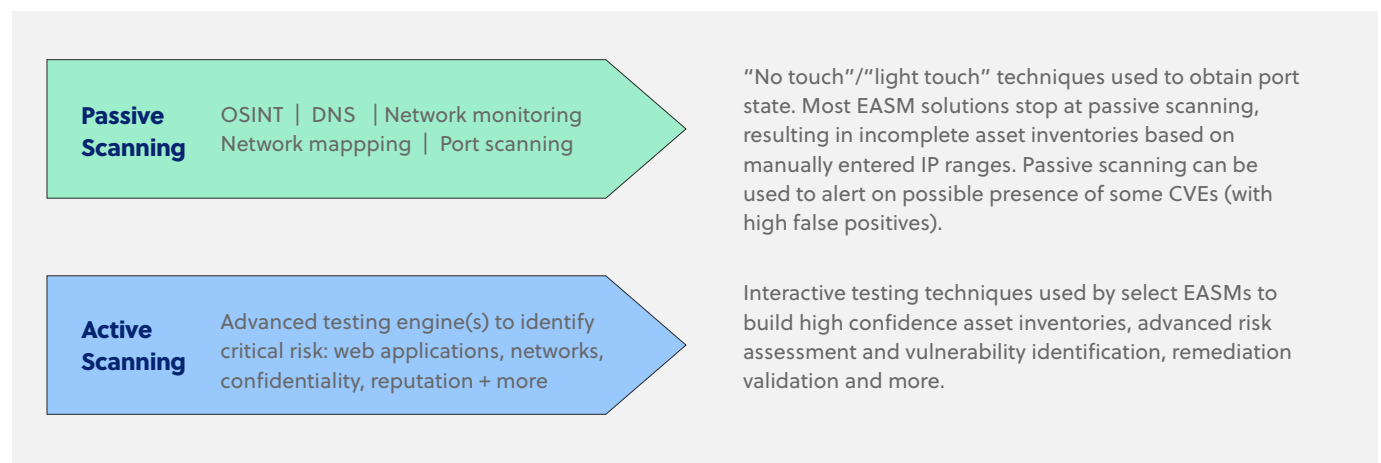 Passive
Scanning
OSINT | DNS | Network monitoring
Network mappping | Port scanning
“No touch”/“light touch” techniques used to obtain port
state. Most EASM solutions stop at passive scanning,
resulting in incomplete asset inventories based on
manually entered IP ranges. Passive scanning can be
used to alert on possible presence of some CVEs (with
high false positives).
Active
Scanning
Advanced testing engine(s) to identify
critical risk: web applications, networks,
confidentiality, reputation + more
Interactive testing techniques used by select EASMs to
build high confidence asset inventories, advanced risk
assessment and vulnerability identification, remediation
validation and more.